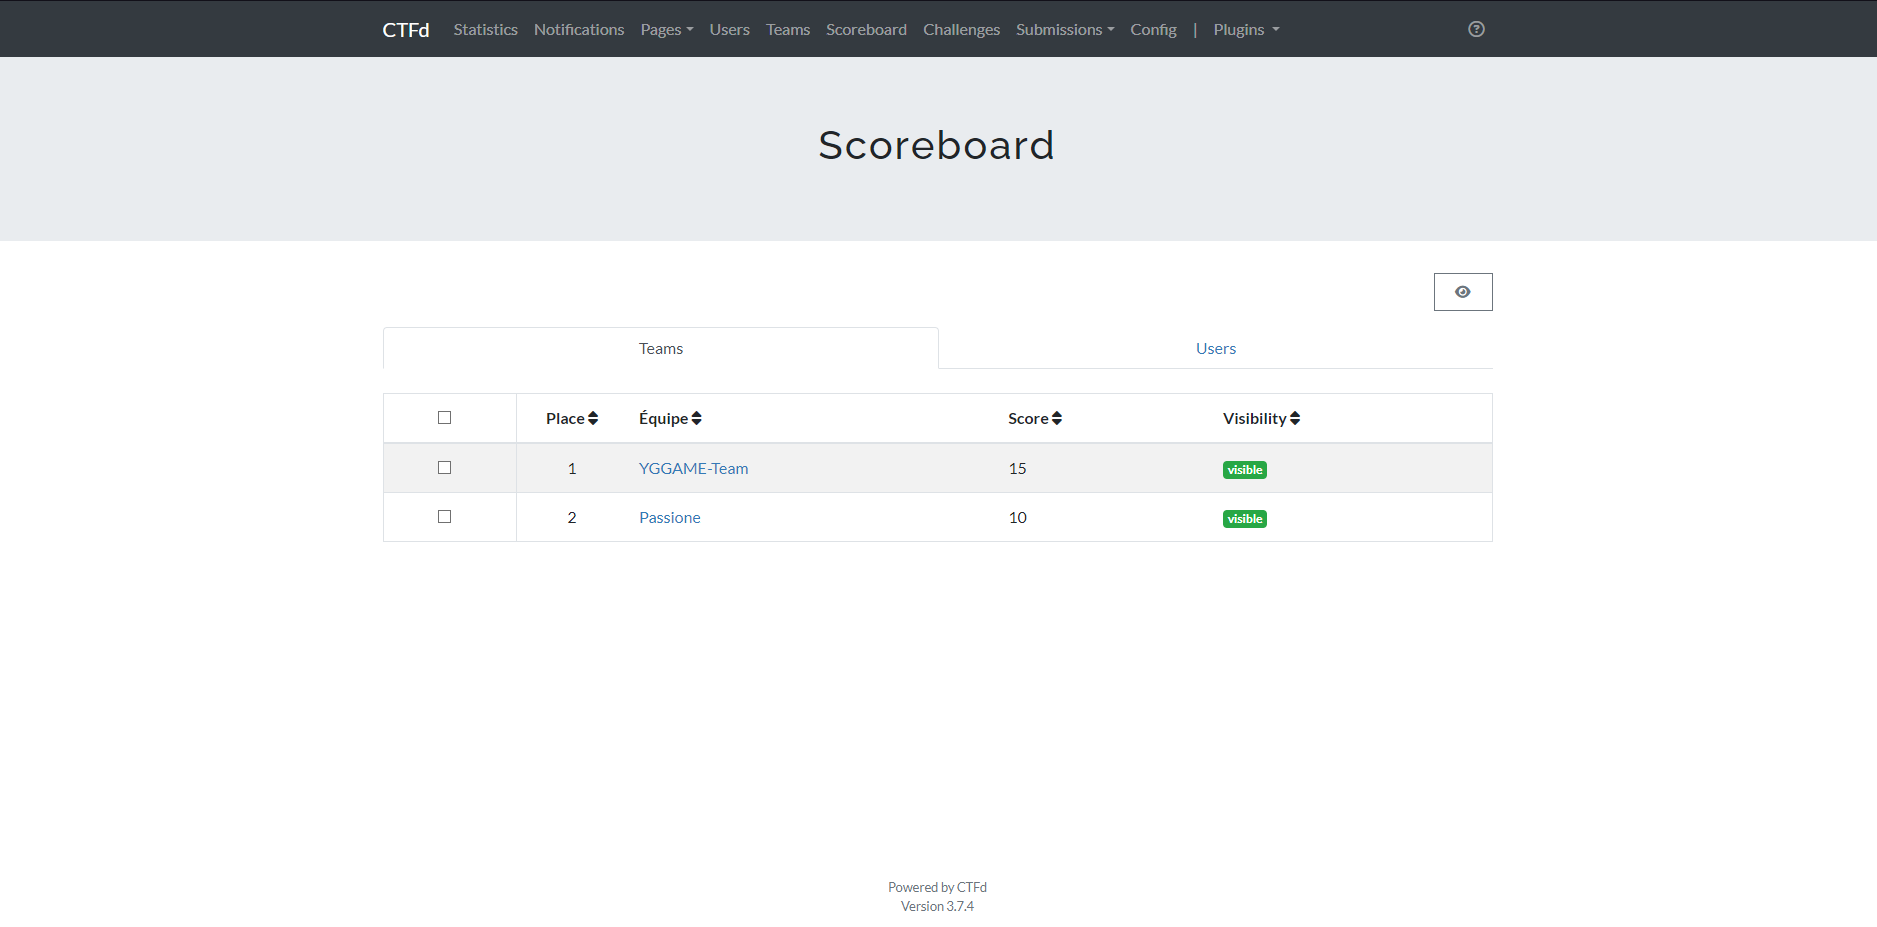 CTFd Statistics Notifications Pages Users Teams Scoreboard Challenges Submissions Config | Plugins
Scoreboard
Teams Users
Place Équipe Score Visibility
1 YGGAME-Team 15 visible
2 Passione 10 visible
Powered by CTFd
Version 3.7.4